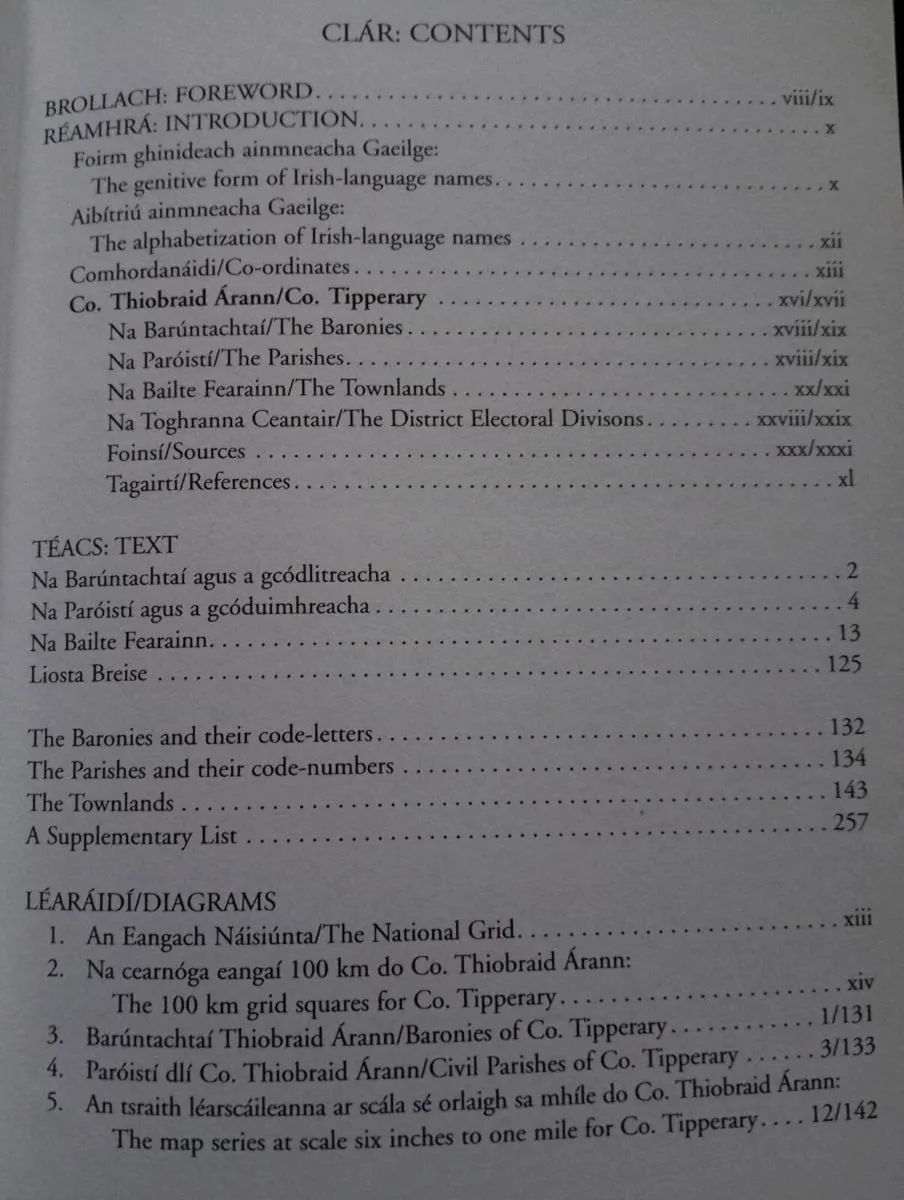 CLÁR: CONTENTS
BROLLACH: FOREWORD. . . . . . . . . . . . . . . . . . . . viii/ix
RÉAMHRÁ: INTRODUCTION. . . . . . . . . . . . . . . . . . . . x
Foirm ghinideach ainmneacha Gaeilge:
The genitive form of Irish-language names. . . . . . . . . . . . . . . . . . . . x
Aibítriú ainmneacha Gaeilge:
The alphabetization of Irish-language names . . . . . . . . . . . . . . . . . . . . xii
Comhordanáidi/Co-ordinates . . . . . . . . . . . . . . . . . . . . xiii
Co. Thiobraid Árann/Co. Tipperary . . . . . . . . . . . . . . . . . . . . xvi/xvii
Na Barúntachtaí/The Baronies . . . . . . . . . . . . . . . . . . . . xviii/xix
Na Paróistí/The Parishes. . . . . . . . . . . . . . . . . . . . xviii/xix
Na Bailte Fearainn/The Townlands . . . . . . . . . . . . . . . . . . . . xx/xxi
Na Toghranna Ceantair/The District Electoral Divisons. . . . . . . . . xxviii/xxix
Foinsí/Sources . . . . . . . . . . . . . . . . . . . . xxx/xxxi
Tagairtí/References. . . . . . . . . . . . . . . . . . . . xl
TÉACS: TEXT
Na Barúntachtaí agus a gcódlitreacha . . . . . . . . . . . . . . . . . . . . 2
Na Paróistí agus a gcóduimhreacha . . . . . . . . . . . . . . . . . . . . 4
Na Bailte Fearainn. . . . . . . . . . . . . . . . . . . . 13
Liosta Breise . . . . . . . . . . . . . . . . . . . . 125
The Baronies and their code-letters. . . . . . . . . . . . . . . . . . . . 132
The Parishes and their code-numbers . . . . . . . . . . . . . . . . . . . . 134
The Townlands . . . . . . . . . . . . . . . . . . . . 143
A Supplementary List . . . . . . . . . . . . . . . . . . . . 257
LÉARÁIDÍ/DIAGRAMS
1. An Eangach Náisiúnta/The National Grid. . . . . . . . . . . . . . . . . . . . xiii
2. Na cearnóga eangaí 100 km do Co. Thiobraid Árann:
The 100 km grid squares for Co. Tipperary. . . . . . . . . . . . . . . . . . . . xiv
3. Barúntachtaí Thiobraid Árann/Baronies of Co. Tipperary. . . . . . . . . . . 1/131
4. Paróistí dlí Co. Thiobraid Árann/Civil Parishes of Co. Tipperary . . . . . . 3/133
5. An tsraith léarscáileanna ar scála sé orlaigh sa mhíle do Co. Thiobraid Árann:
The map series at scale six inches to one mile for Co. Tipperary. . . . 12/142